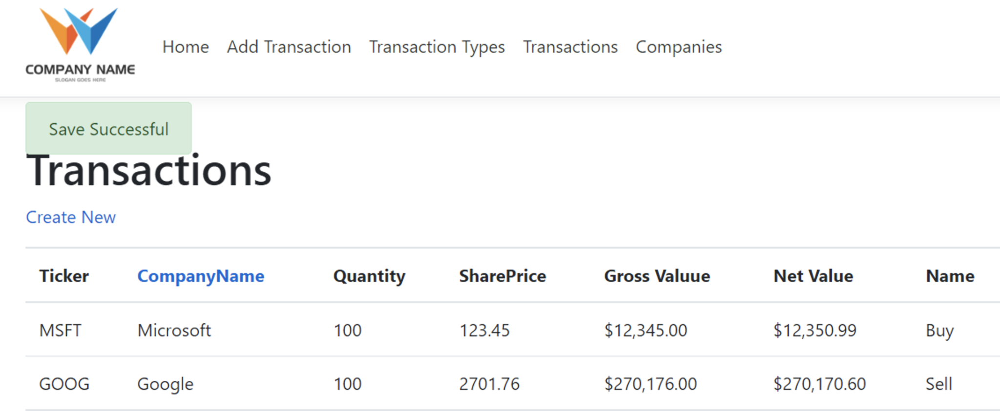 COMPANY NAME
SLOGAN GOES HERE
Home Add Transaction Transaction Types Transactions Companies
Save Successful
Transactions
Create New
Ticker CompanyName Quantity SharePrice Gross Valuue Net Value Name
MSFT Microsoft 100 123.45 $12,345.00 $12,350.99 Buy
GOOG Google 100 2701.76 $270,176.00 $270,170.60 Sell